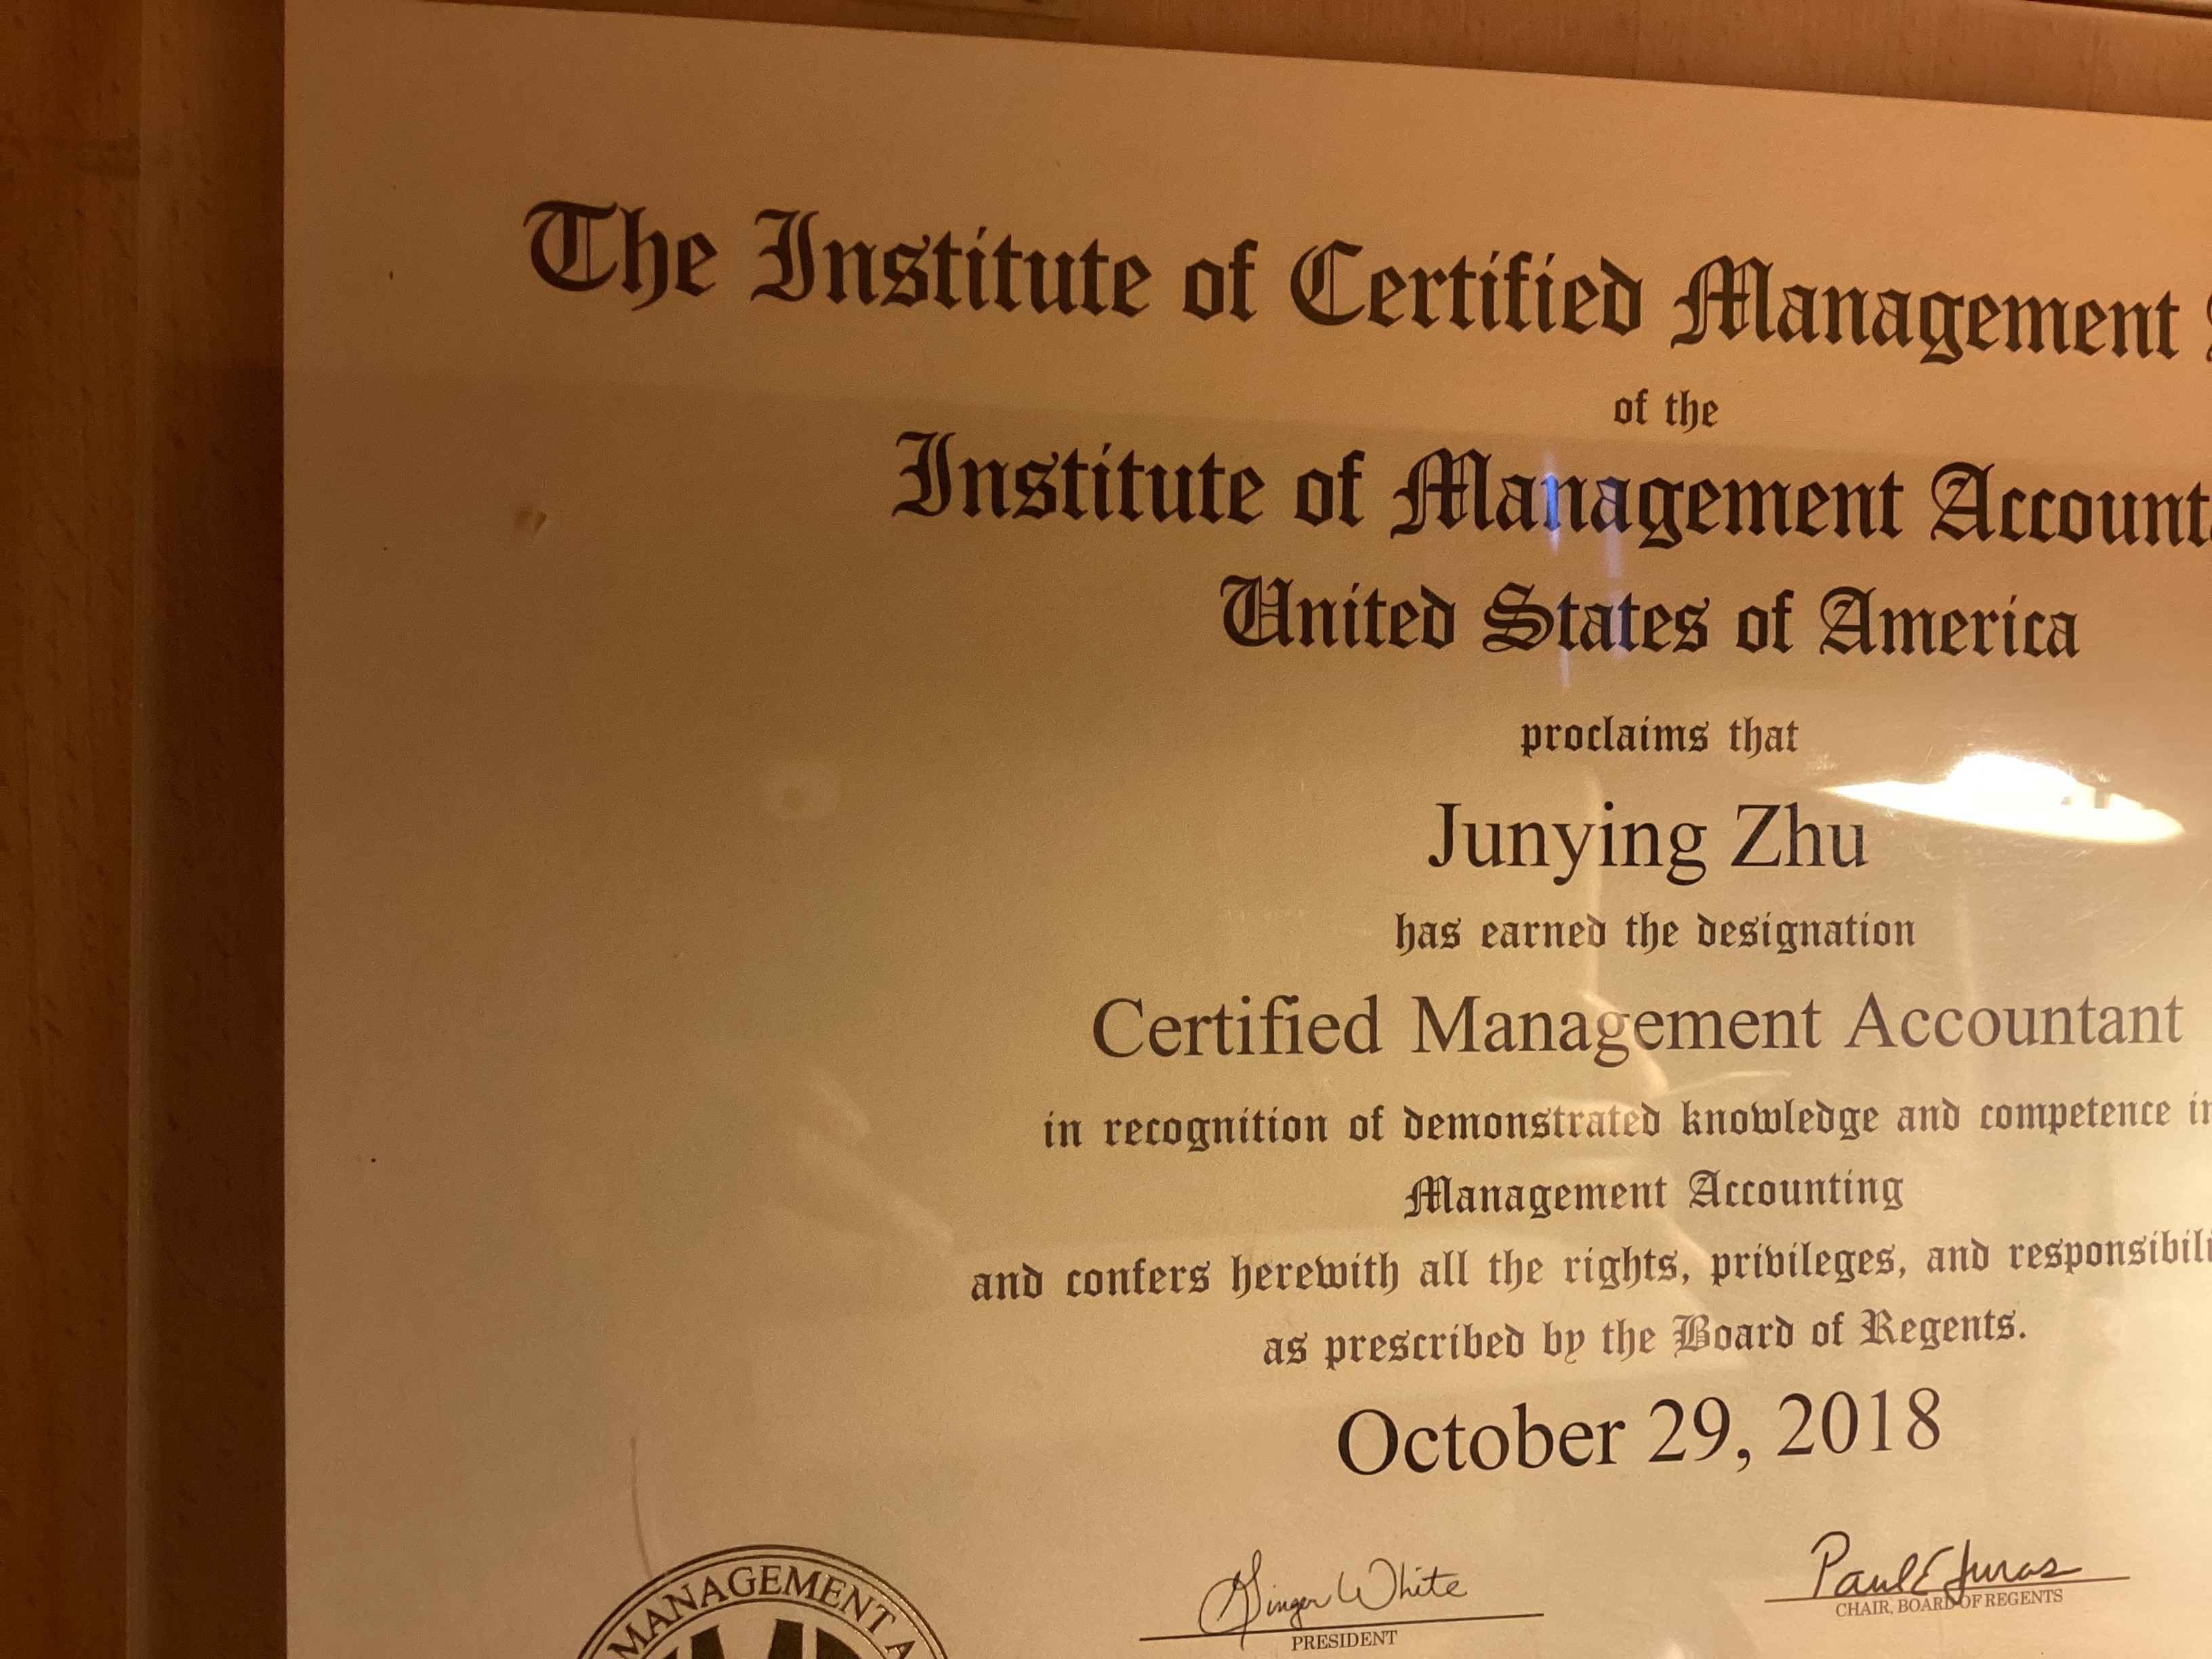 The Institute of Certified Management
of the
Institute of Management Account
United States of America
proclaims that
Junying Zhu
has earned the designation
Certified Management Accountant
in recognition of demonstrated knowledge and competence in
Management Accounting
and confers herewith all the rights, privileges, and responsibili
as prescribed by the Board of Regents.
October 29, 2018
Ginger White
PRESIDENT
Paul E Juras
CHAIR, BOARD OF REGENTS
MANAGEMENT A